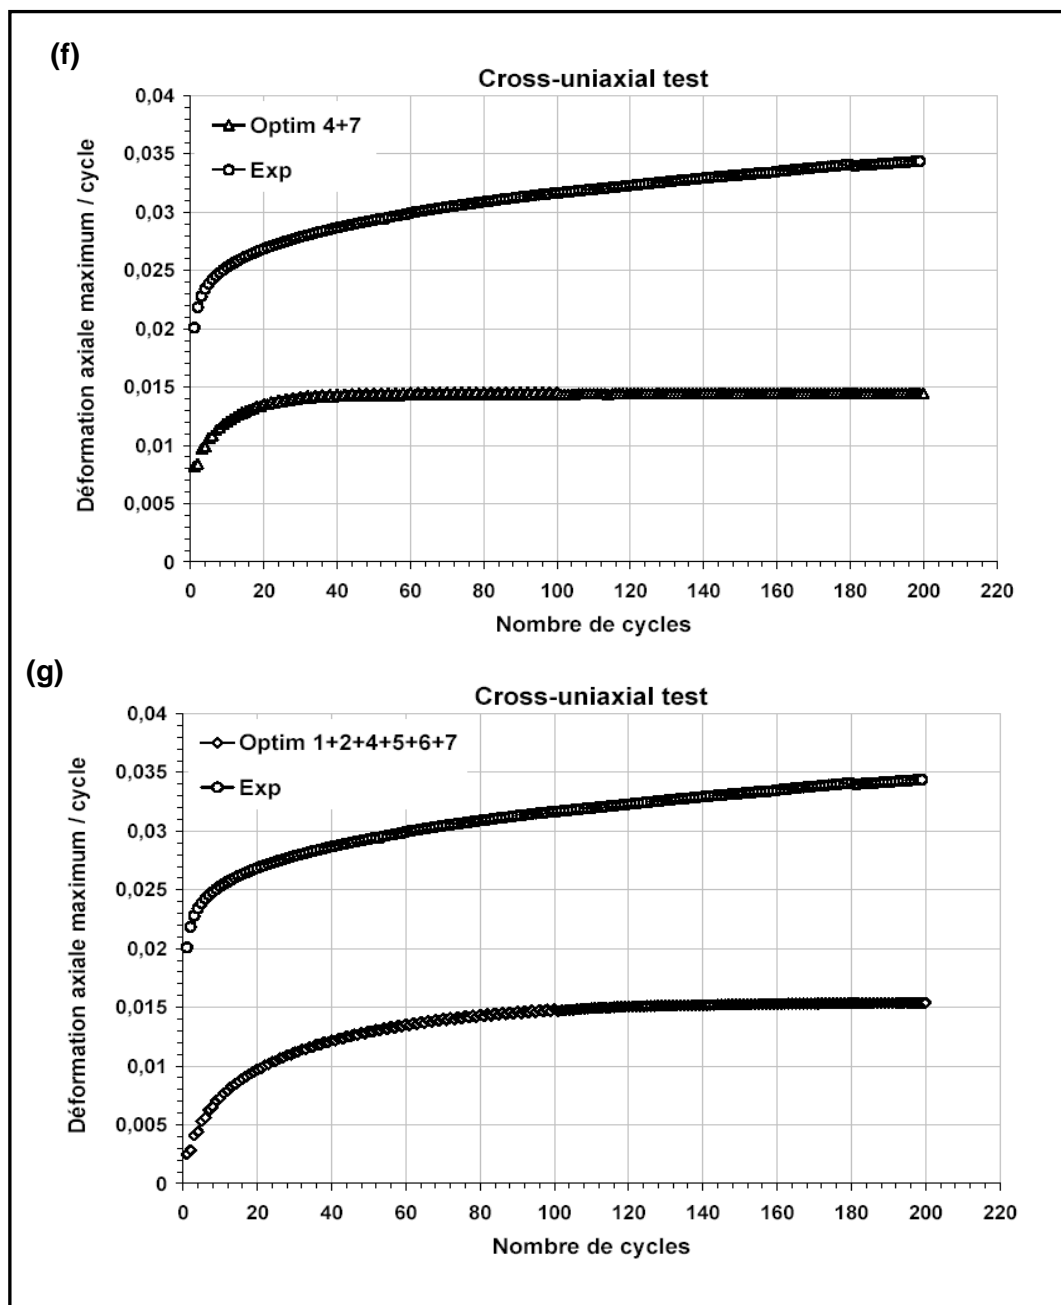 (f)
Cross-uniaxial test
0,04
0,035
0,03
0,025
0,02
0,015
0,01
0,005
0
Optim 4+7
Exp
Déformation axiale maximum / cycle
0 20 40 60 80 100 120 140 160 180 200 220
Nombre de cycles
(g)
Cross-uniaxial test
0,04
0,035
0,03
0,025
0,02
0,015
0,01
0,005
0
Optim 1+2+4+5+6+7
Exp
Déformation axiale maximum / cycle
0 20 40 60 80 100 120 140 160 180 200 220
Nombre de cycles